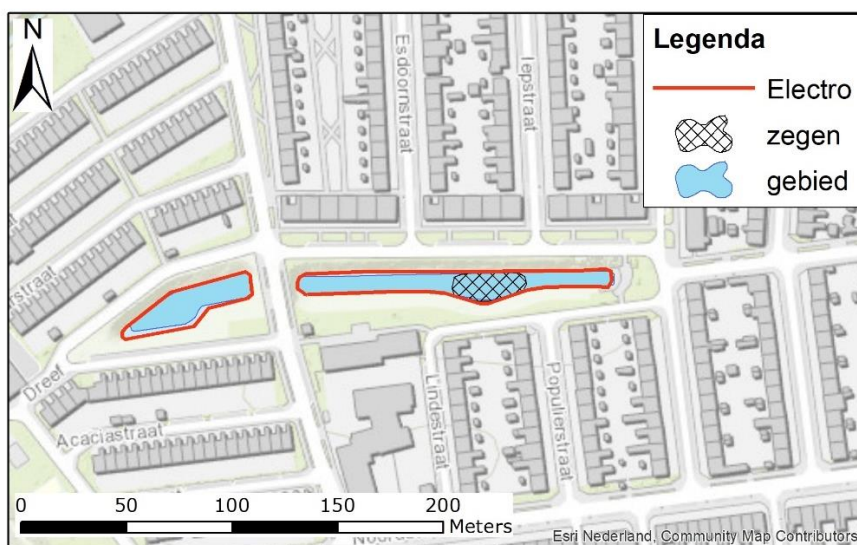 N
Esdoornstraat
Iepstraat
Legenda
Electro
zegen
gebied
Dreef
Acaciastraat
Lindestraat
Populierstraat
0 50 100 150 200
Meters
Esri Nederland, Community Map Contributors